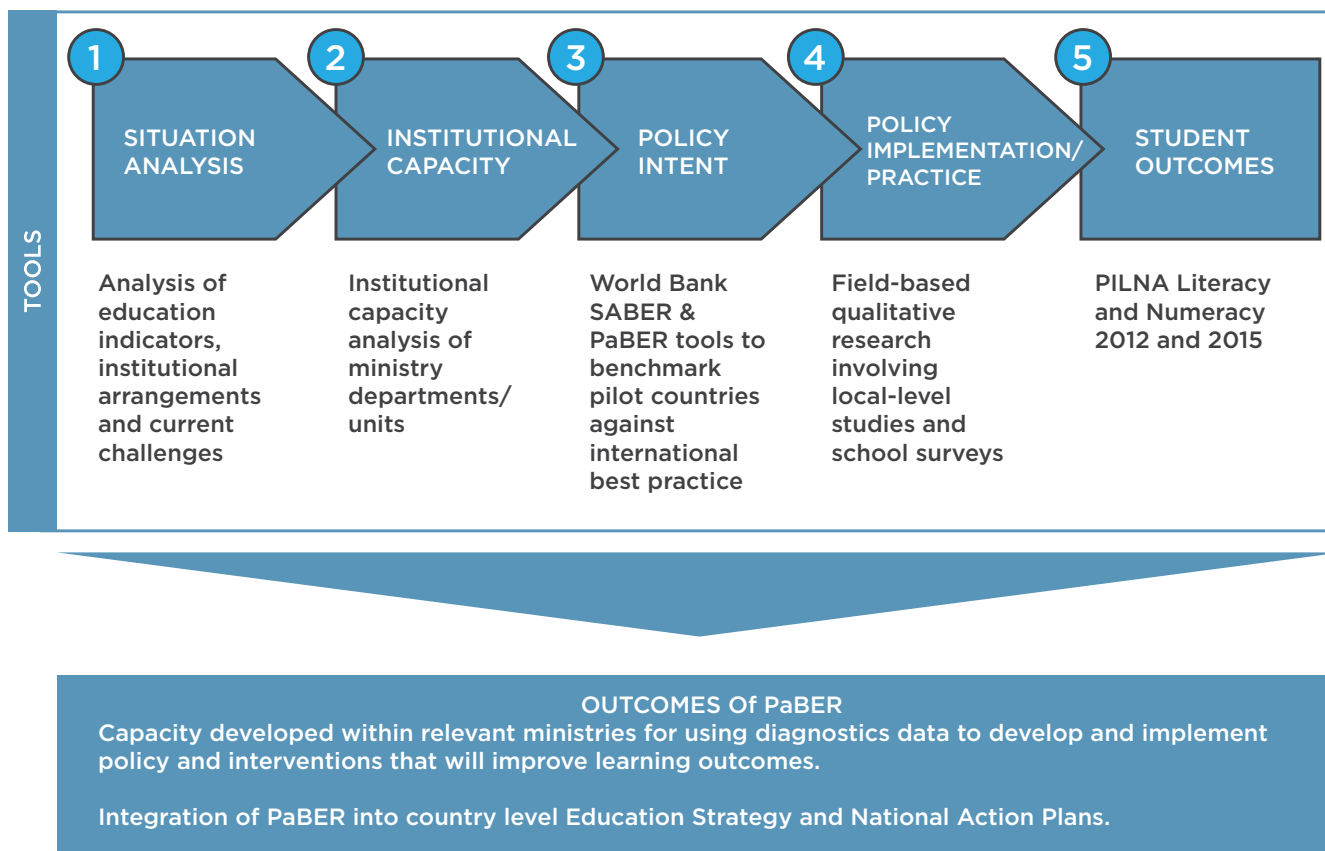 TOOLS
1
SITUATION
ANALYSIS
Analysis of
education
indicators,
institutional
arrangements
and current
challenges
2
INSTITUTIONAL
CAPACITY
Institutional
capacity
analysis of
ministry
departments/
units
3
POLICY
INTENT
World Bank
SABER &
PaBER tools to
benchmark
pilot countries
against
international
best practice
4
POLICY
IMPLEMENTATION/
PRACTICE
Field-based
qualitative
research
involving
local-level
studies and
school surveys
5
STUDENT
OUTCOMES
PILNA Literacy
and Numeracy
2012 and 2015
OUTCOMES Of PaBER
Capacity developed within relevant ministries for using diagnostics data to develop and implement
policy and interventions that will improve learning outcomes.
Integration of PaBER into country level Education Strategy and National Action Plans.